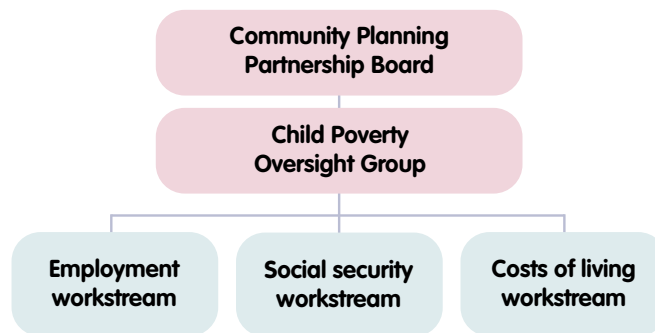 Community Planning
Partnership Board
Child Poverty
Oversight Group
Employment
workstream
Social security
workstream
Costs of living
workstream